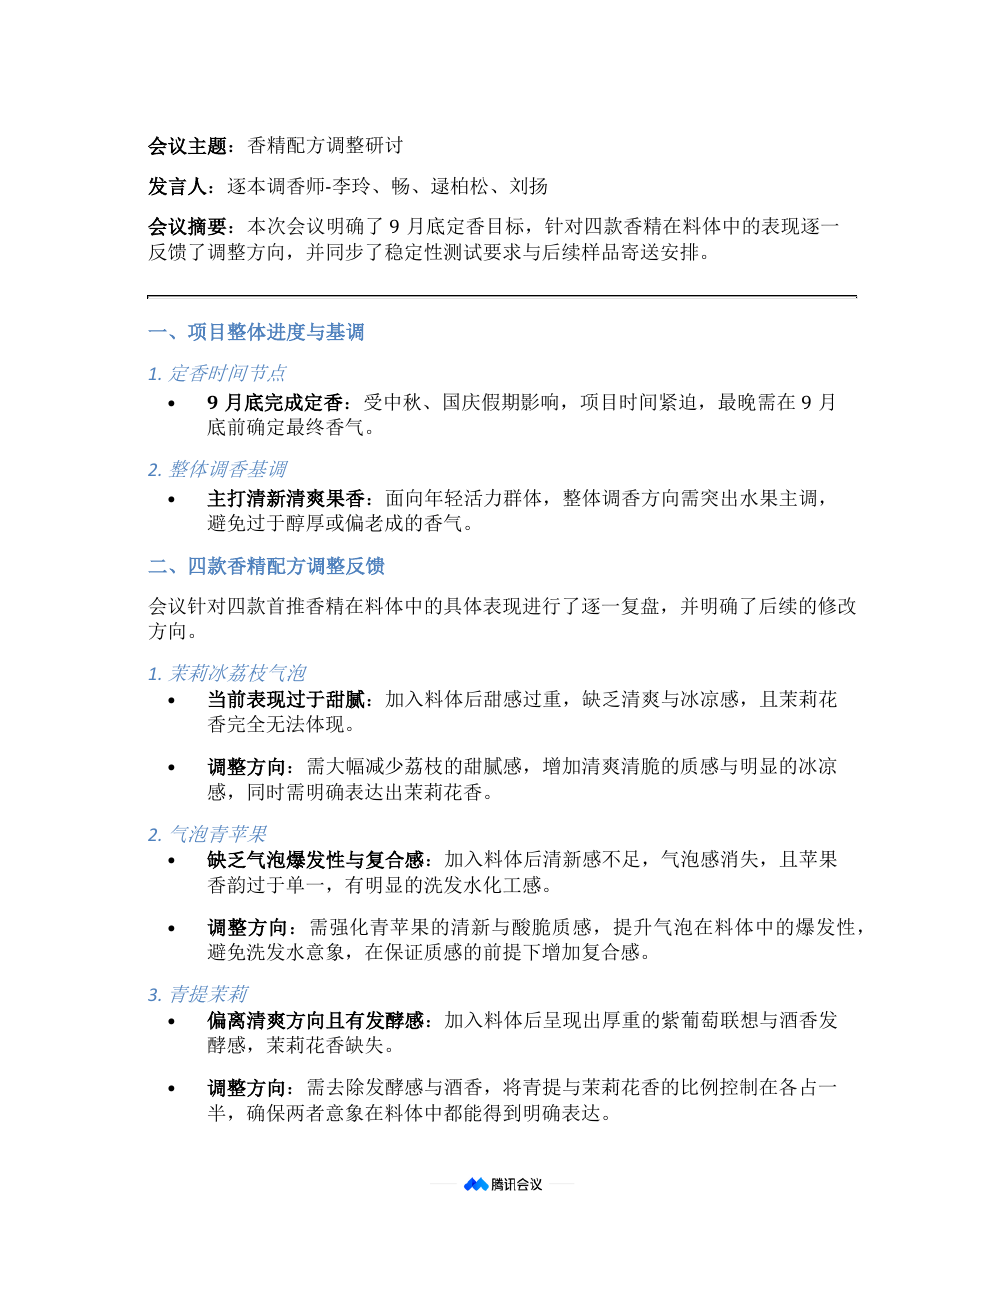 会议主题：香精配方调整研讨
发言人：逐本调香师-李玲、畅、逯柏松、刘扬
会议摘要：本次会议明确了 9 月底定香目标，针对四款香精在料体中的表现逐一
反馈了调整方向，并同步了稳定性测试要求与后续样品寄送安排。
一、项目整体进度与基调
1. 定香时间节点
• 9 月底完成定香：受中秋、国庆假期影响，项目时间紧迫，最晚需在 9 月
底前确定最终香气。
2. 整体调香基调
• 主打清新清爽果香：面向年轻活力群体，整体调香方向需突出水果主调，
避免过于醇厚或偏老成的香气。
二、四款香精配方调整反馈
会议针对四款首推香精在料体中的具体表现进行了逐一复盘，并明确了后续的修改
方向。
1. 茉莉冰荔枝气泡
• 当前表现过于甜腻：加入料体后甜感过重，缺乏清爽与冰凉感，且茉莉花
香完全无法体现。
• 调整方向：需大幅减少荔枝的甜腻感，增加清爽清脆的质感与明显的冰凉
感，同时需明确表达出茉莉花香。
2. 气泡青苹果
• 缺乏气泡爆发性与复合感：加入料体后清新感不足，气泡感消失，且苹果
香韵过于单一，有明显的洗发水化工感。
• 调整方向：需强化青苹果的清新与酸脆质感，提升气泡在料体中的爆发性，
避免洗发水意象，在保证质感的前提下增加复合感。
3. 青提茉莉
• 偏离清爽方向且有发酵感：加入料体后呈现出厚重的紫葡萄联想与酒香发
酵感，茉莉花香缺失。
• 调整方向：需去除发酵感与酒香，将青提与茉莉花香的比例控制在各占一
半，确保两者意象在料体中都能得到明确表达。
腾讯会议